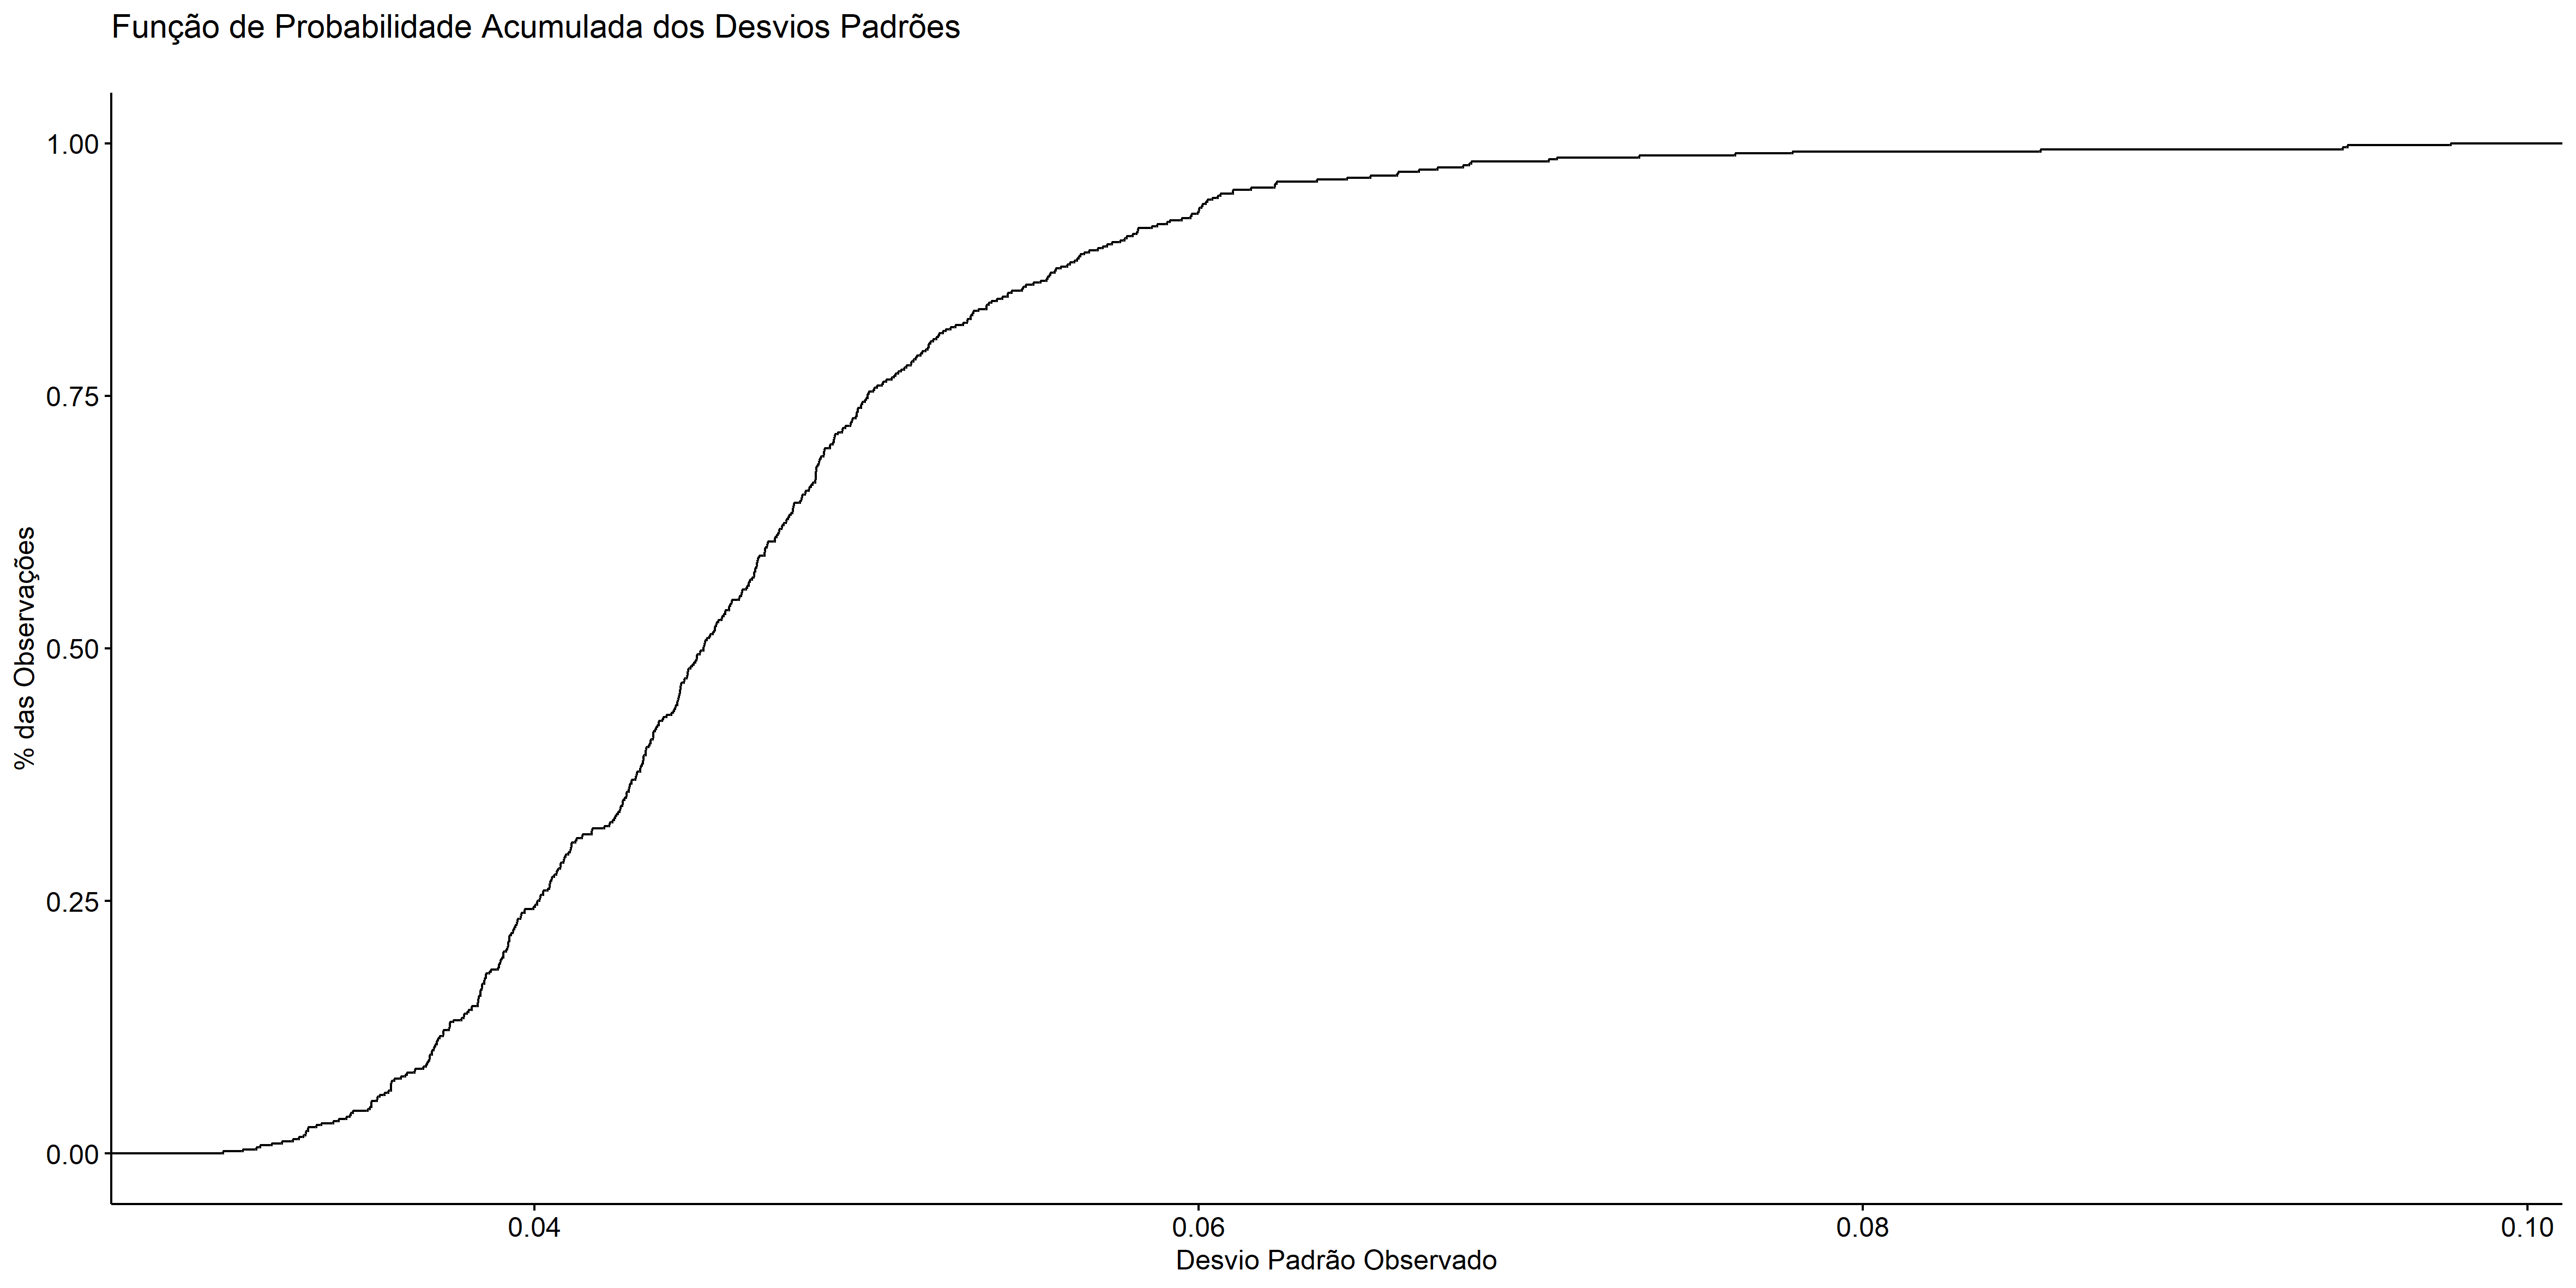 Função de Probabilidade Acumulada dos Desvios Padrões
1.00
0.75
0.50
0.25
0.00
% das Observações
0.04 0.06 0.08 0.10
Desvio Padrão Observado